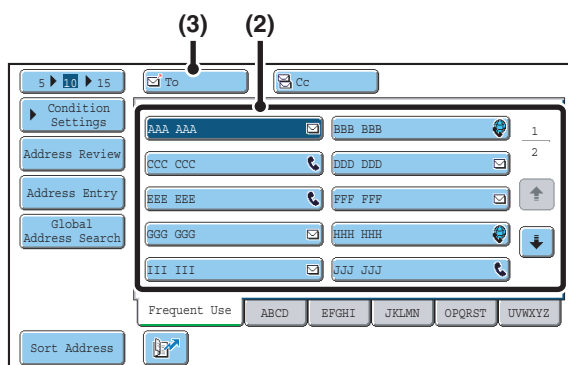 (3) (2)
5 10 15
To
Cc
Condition
Settings
Address Review
Address Entry
Global
Address Search
Sort Address
AAA AAA
BBB BBB
CCC CCC
DDD DDD
EEE EEE
FFF FFF
GGG GGG
HHH HHH
III III
JJJ JJJ
1
2
Frequent Use
ABCD
EFGHI
JKLMN
OPQRST
UVWXYZ